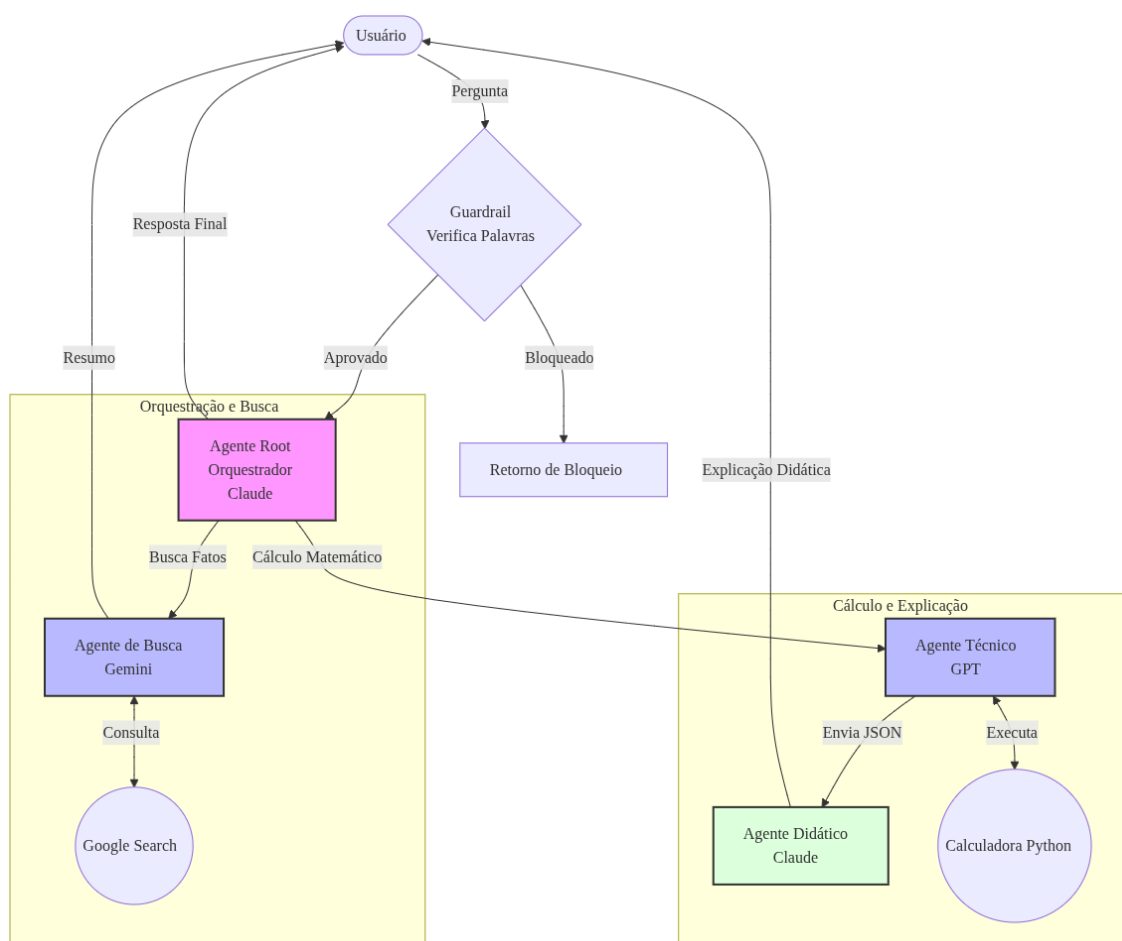 Usuário
Pergunta
Guardrail
Verifica Palavras
Resposta Final
Resumo
Aprovado
Bloqueado
Orquestração e Busca
Agente Root
Orquestrador
Claude
Retorno de Bloqueio
Explicação Didática
Busca Fatos
Cálculo Matemático
Cálculo e Explicação
Agente de Busca
Gemini
Agente Técnico
GPT
Consulta
Envia JSON
Executa
Google Search
Agente Didático
Claude
Calculadora Python